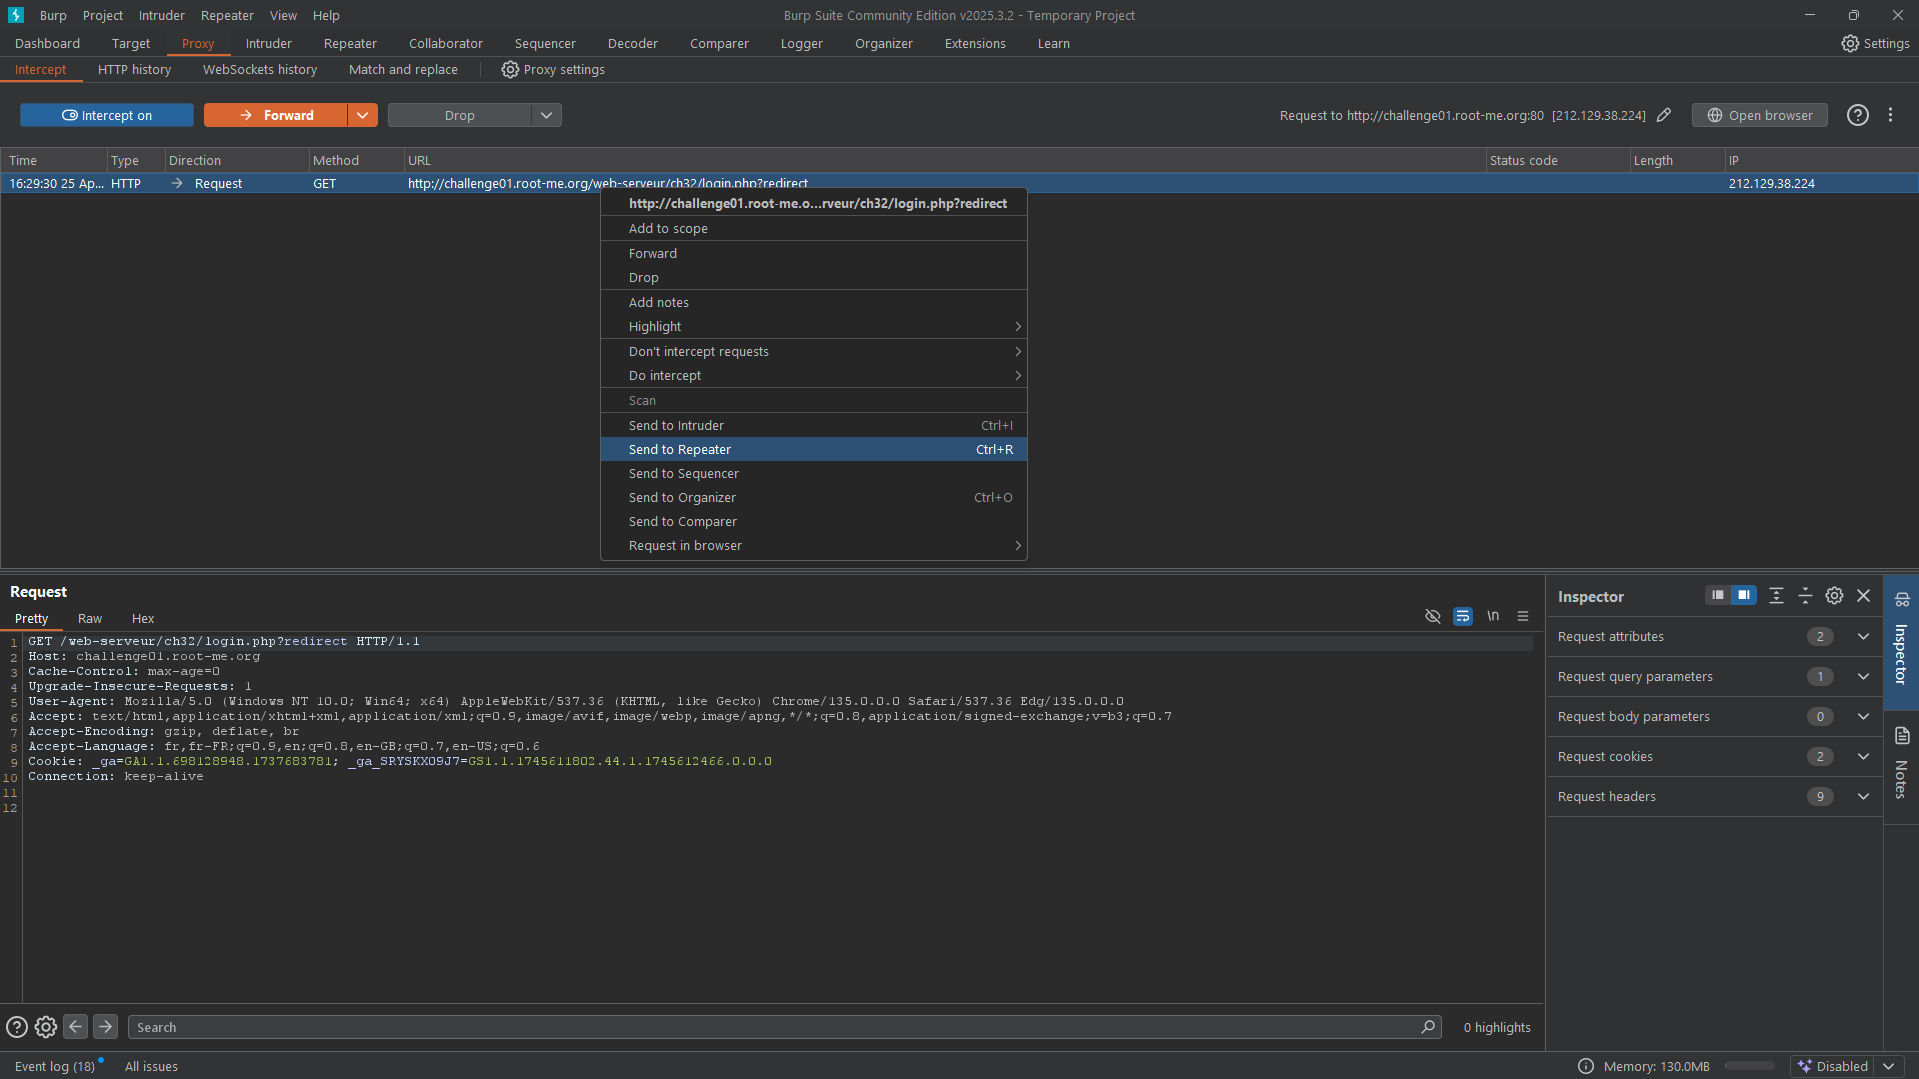 Burp Project Intruder Repeater View Help Burp Suite Community Edition v2025.3.2 - Temporary Project
Dashboard Target Proxy Intruder Repeater Collaborator Sequencer Decoder Comparer Logger Organizer Extensions Learn Settings
Intercept HTTP history WebSockets history Match and replace Proxy settings
Intercept on Forward Drop Request to http://challenge01.root-me.org:80 [212.129.38.224] Open browser
Time Type Direction Method URL Status code Length IP
16:29:30 25 Ap... HTTP Request GET http://challenge01.root-me.org/web-serveur/ch32/login.php?redirect 212.129.38.224
http://challenge01.root-me.o...rveur/ch32/login.php?redirect
Add to scope
Forward
Drop
Add notes
Highlight
Don't intercept requests
Do intercept
Scan
Send to Intruder Ctrl+I
Send to Repeater Ctrl+R
Send to Sequencer
Send to Organizer Ctrl+O
Send to Comparer
Request in browser
Request
Pretty Raw Hex \n
1 GET /web-serveur/ch32/login.php?redirect HTTP/1.1
2 Host: challenge01.root-me.org
3 Cache-Control: max-age=0
4 Upgrade-Insecure-Requests: 1
5 User-Agent: Mozilla/5.0 (Windows NT 10.0; Win64; x64) AppleWebKit/537.36 (KHTML, like Gecko) Chrome/135.0.0.0 Safari/537.36 Edg/135.0.0.0
6 Accept: text/html,application/xhtml+xml,application/xml;q=0.9,image/avif,image/webp,image/apng,*/*;q=0.8,application/signed-exchange;v=b3;q=0.7
7 Accept-Encoding: gzip, deflate, br
8 Accept-Language: fr,fr-FR;q=0.9,en;q=0.8,en-GB;q=0.7,en-US;q=0.6
9 Cookie: _ga=GA1.1.698128948.1737683781; _ga_SRYSKX09J7=GS1.1.1745611802.44.1.1745612466.0.0.0
10 Connection: keep-alive
11
12
Inspector
Request attributes 2
Request query parameters 1
Request body parameters 0
Request cookies 2
Request headers 9
Inspector
Notes
Search 0 highlights
Event log (18) All issues Memory: 130.0MB Disabled